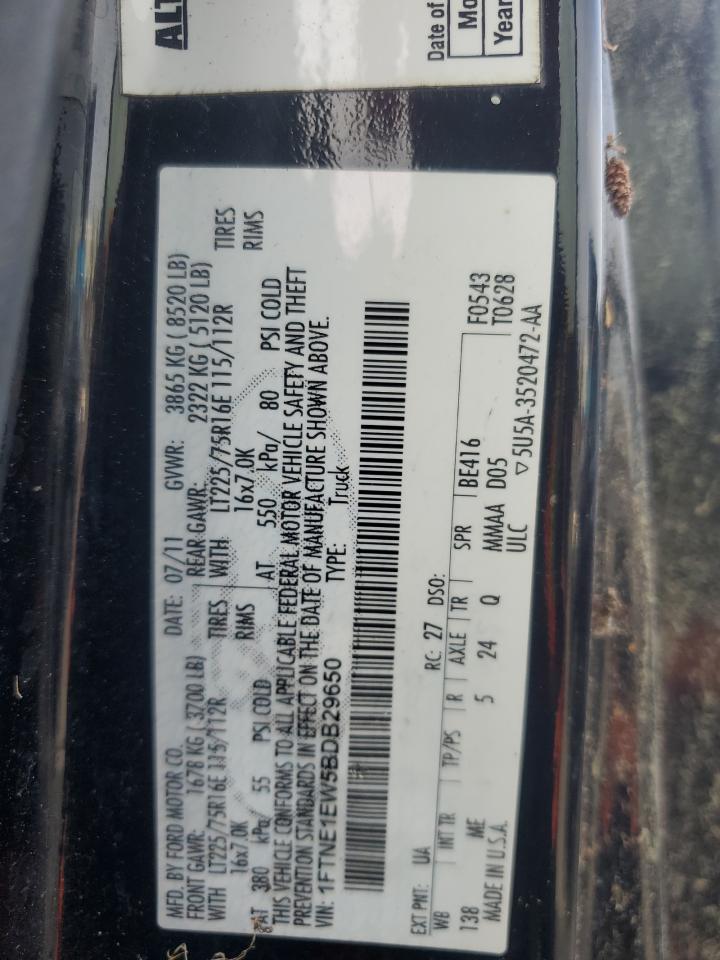 ALT
Date of
Mo
Year
MFD. BY FORD MOTOR CO. DATE: 07/11 GVWR: 3865 KG ( 8520 LB)
FRONT GAWR: 1678 KG ( 3700 LB) REAR GAWR: 2322 KG ( 5120 LB)
WITH LT225/75R16E 115/112R TIRES WITH LT225/75R16E 115/112R TIRES
16x7.0K RIMS 16x7.0K RIMS
AT 380 kPa/ 55 PSI COLD AT 550 kPa/ 80 PSI COLD
THIS VEHICLE CONFORMS TO ALL APPLICABLE FEDERAL MOTOR VEHICLE SAFETY AND THEFT
PREVENTION STANDARDS IN EFFECT ON THE DATE OF MANUFACTURE SHOWN ABOVE.
VIN: 1FTNE1EW5BDB29650 TYPE: Truck
EXT PNT: UA RC: 27 DSO: F0543
WB INT TR TP/PS R AXLE TR SPR BE416 T0628
138 ME 5 24 Q MMAA D05
MADE IN U.S.A. ULC ▽5U5A-3520472-AA